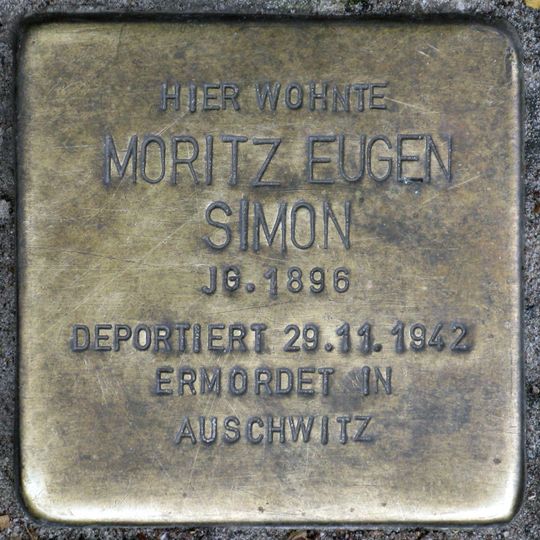 HIER WOHNTE
MORITZ EUGEN
SIMON
JG. 1896
DEPORTIERT 29.11.1942
ERMORDET IN
AUSCHWITZ